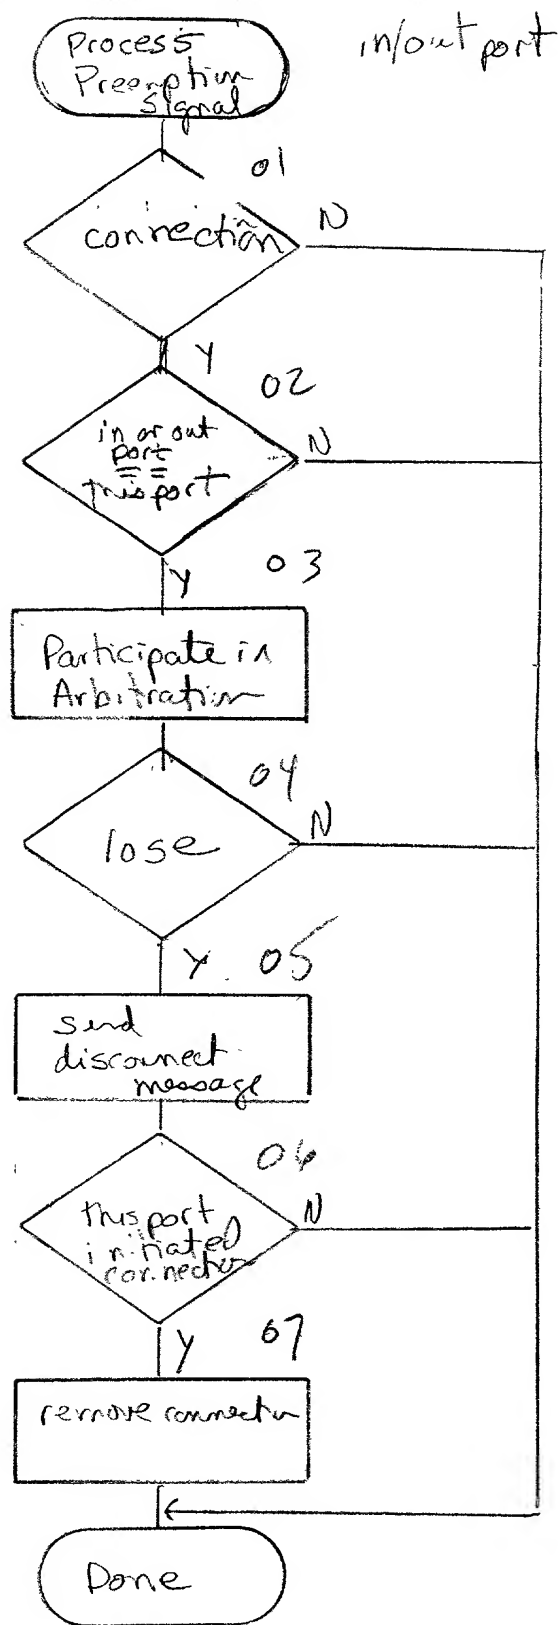 Process
Preemption
Signal
in/out port
01
connection
N
Y
02
in or out
port
==
this port
N
Y
03
Participate in
Arbitration
04
lose
N
Y
05
send
disconnect
message
06
this port
initiated
connection
N
Y
07
remove connection
Done